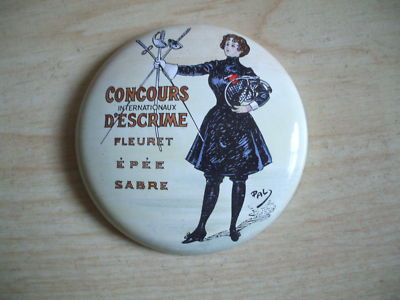 CONCOURS
INTERNATIONAUX
D'ESCRIME
FLEURET
ÉPÉE
SABRE
PAL